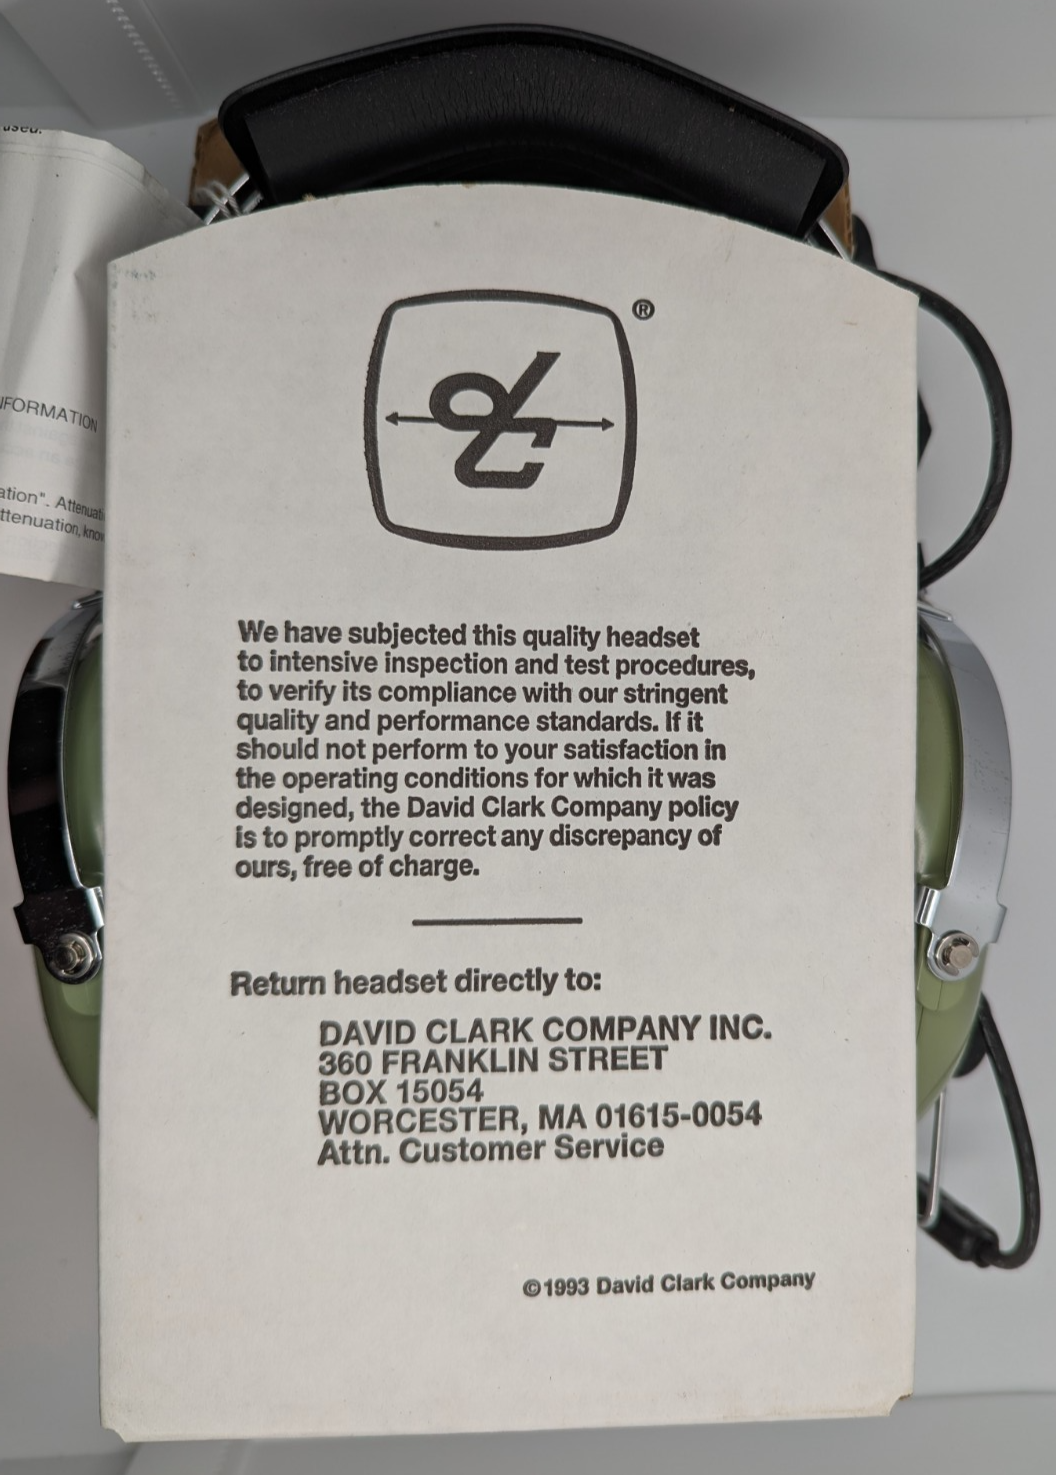 used.
FORMATION
ation". Attenuati
ttenuation, know
®
dc
We have subjected this quality headset
to intensive inspection and test procedures,
to verify its compliance with our stringent
quality and performance standards. If it
should not perform to your satisfaction in
the operating conditions for which it was
designed, the David Clark Company policy
is to promptly correct any discrepancy of
ours, free of charge.
Return headset directly to:
DAVID CLARK COMPANY INC.
360 FRANKLIN STREET
BOX 15054
WORCESTER, MA 01615-0054
Attn. Customer Service
©1993 David Clark Company